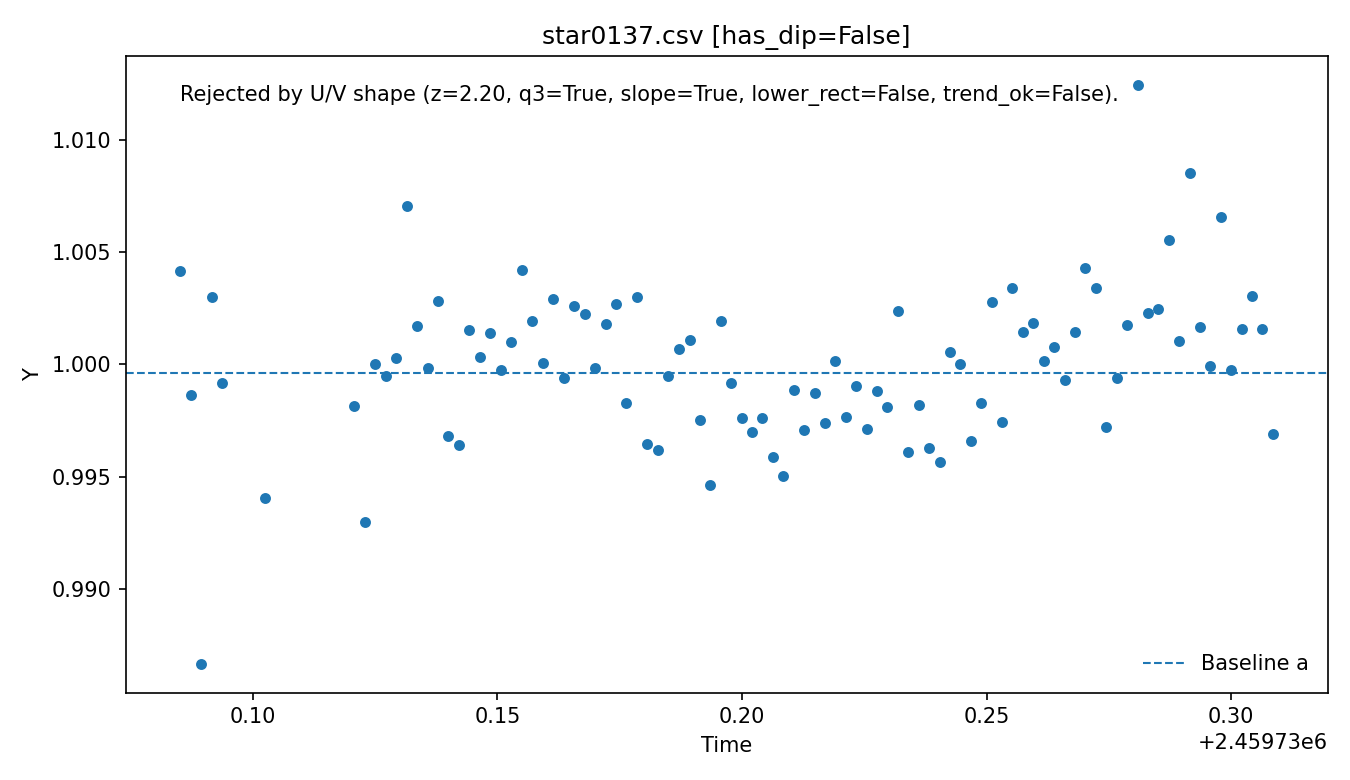 star0137.csv [has_dip=False]
Rejected by U/V shape (z=2.20, q3=True, slope=True, lower_rect=False, trend_ok=False).
1.010
1.005
1.000
0.995
0.990
Y
Baseline a
0.10
0.15
0.20
0.25
0.30
Time
+2.45973e6